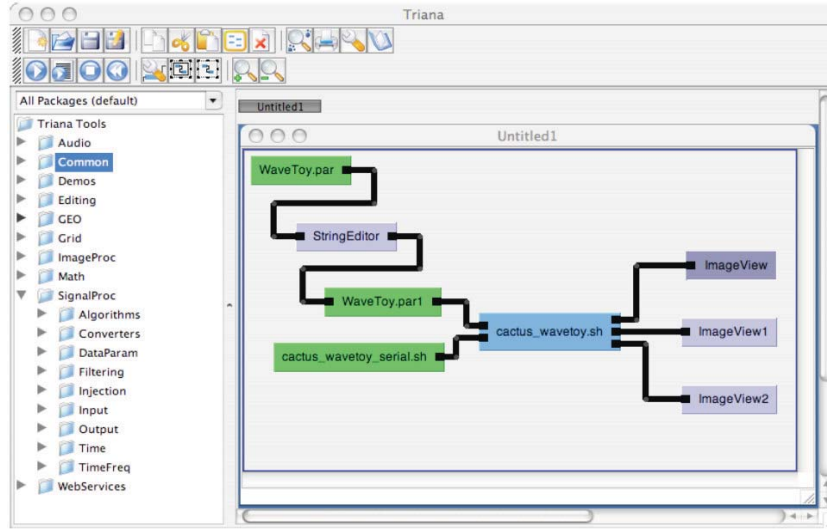 Triana
All Packages (default)
Untitled1
Triana Tools
Audio
Common
Demos
Editing
GEO
Grid
ImageProc
Math
SignalProc
Algorithms
Converters
DataParam
Filtering
Injection
Input
Output
Time
TimeFreq
WebServices
Untitled1
WaveToy.par
StringEditor
WaveToy.par1
cactus_wavetoy_serial.sh
cactus_wavetoy.sh
ImageView
ImageView1
ImageView2